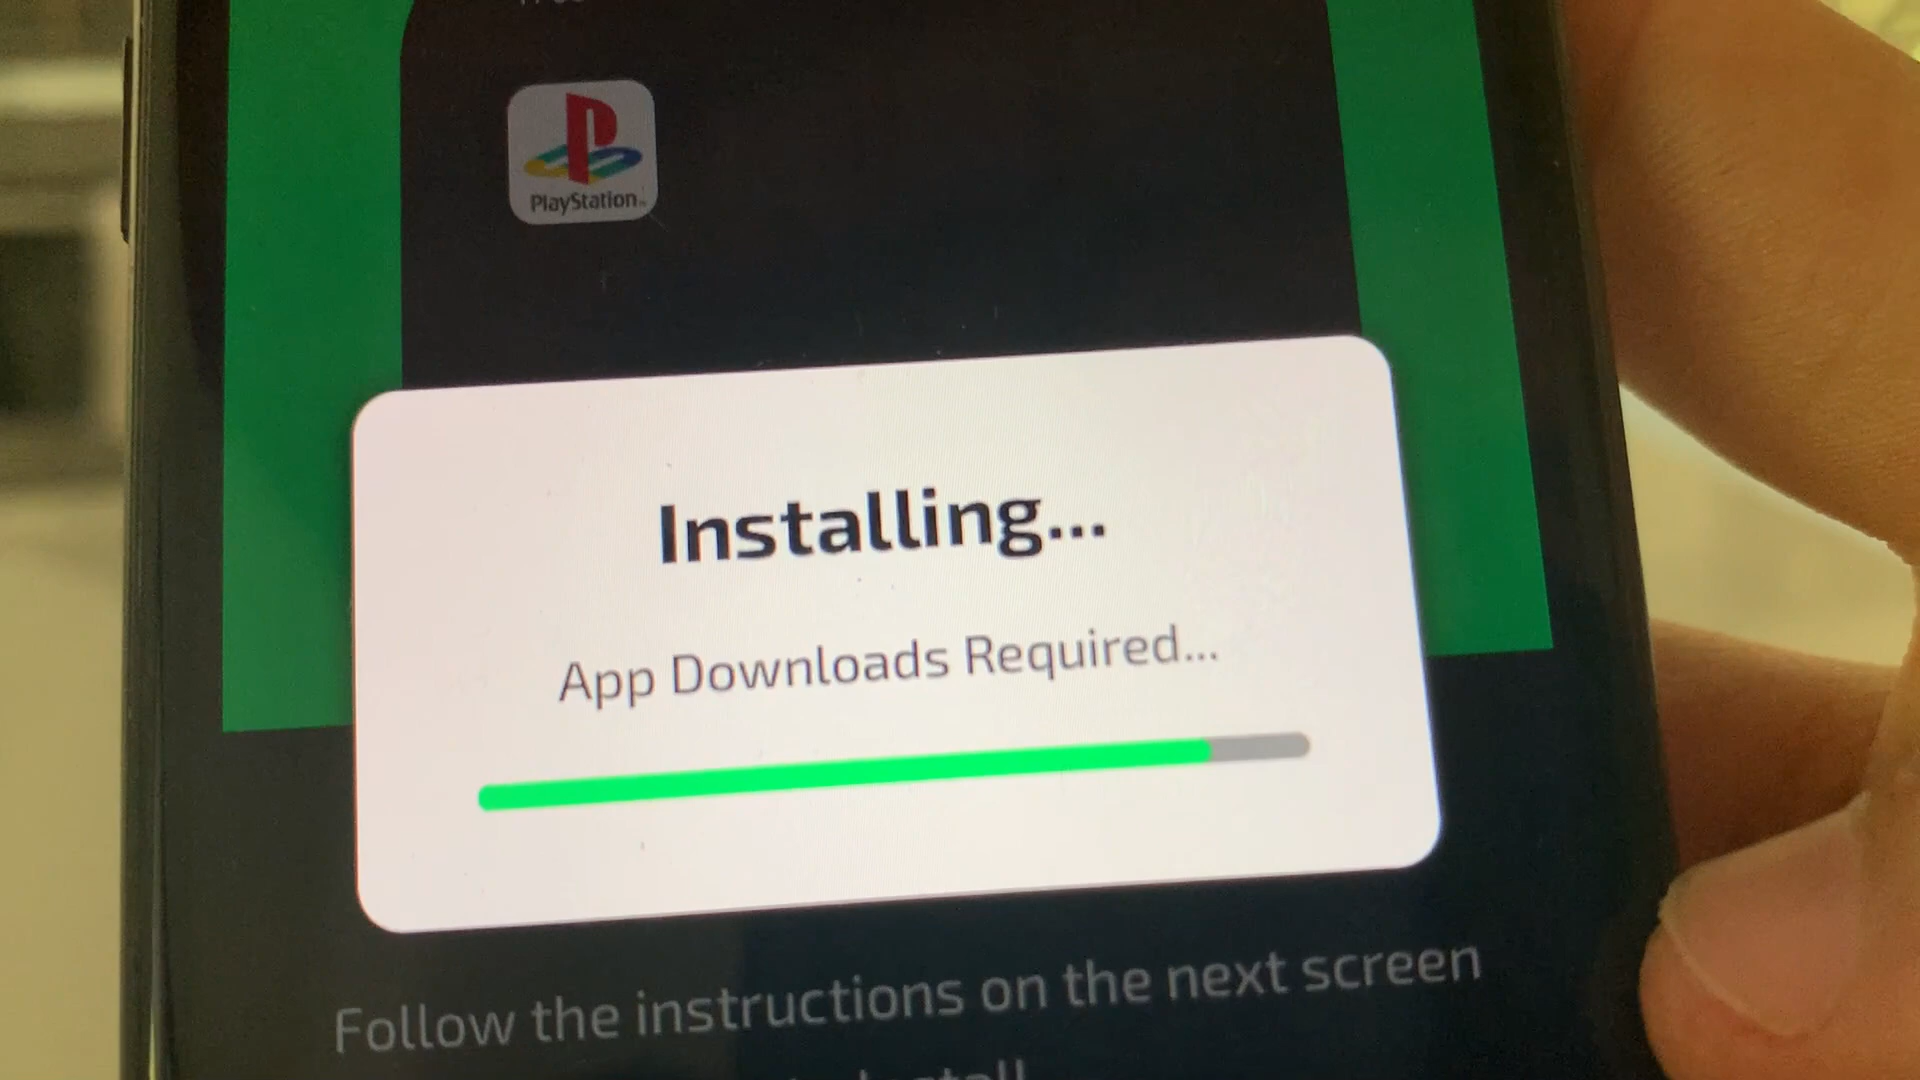 PlayStation
Installing...
App Downloads Required...
Follow the instructions on the next screen